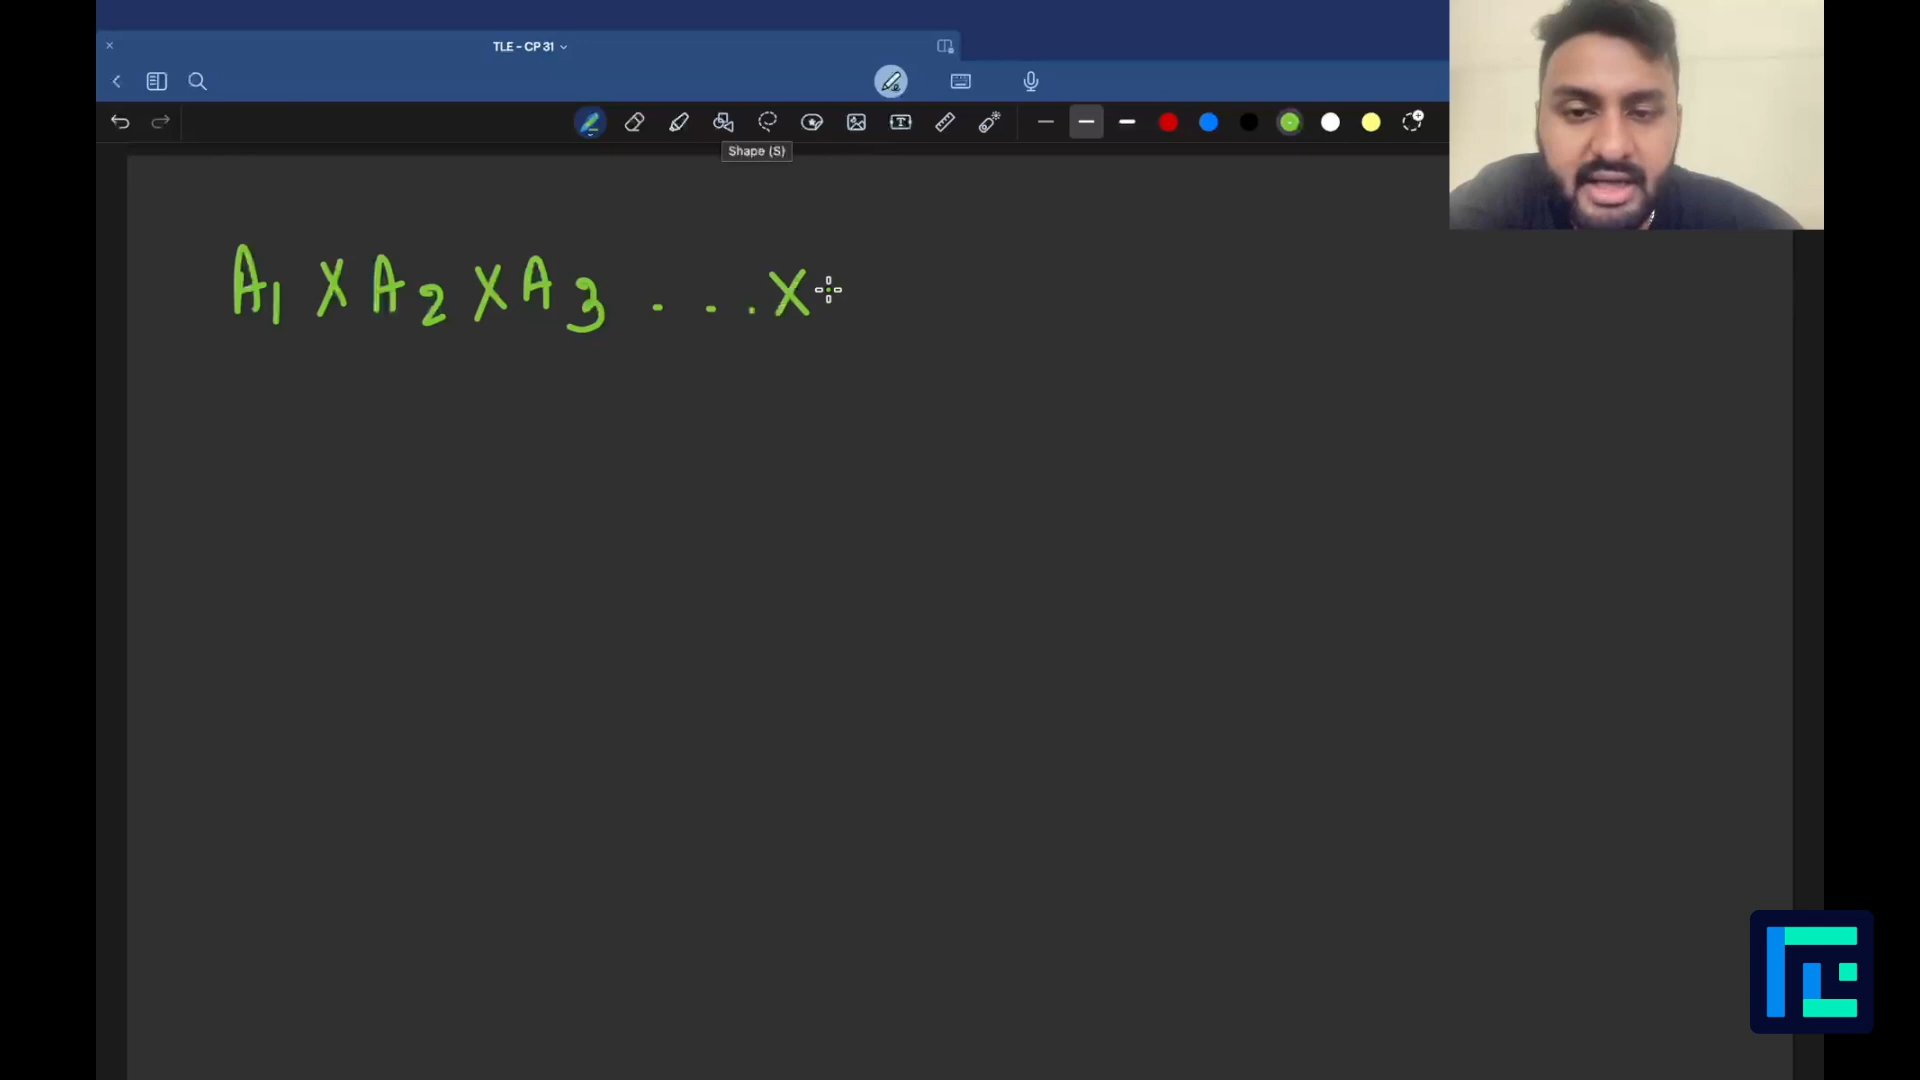 TLE - CP 31
Shape (S)
A₁ X A₂ X A₃ . . . X